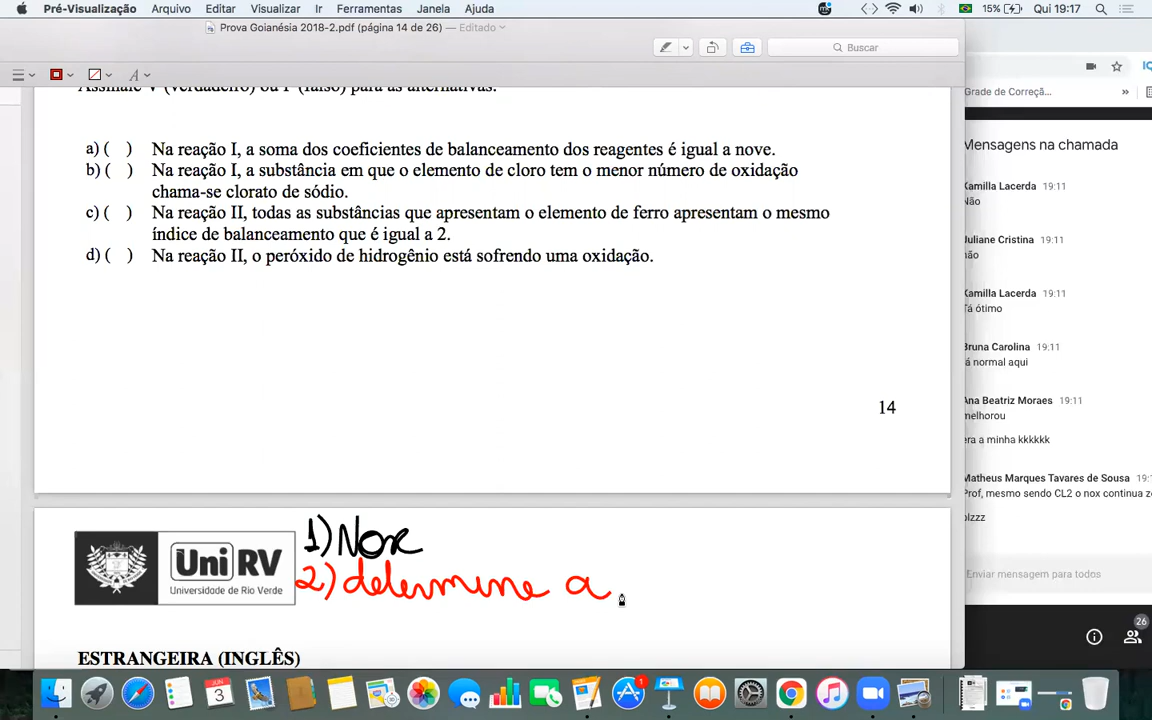 Pré-Visualização Arquivo Editar Visualizar Ir Ferramentas Janela Ajuda 15% Qui 19:17
Prova Goianésia 2018-2.pdf (página 14 de 26) — Editado
Buscar
Grade de Correçã...
Assinale V (verdadeiro) ou F (falso) para as alternativas.
a) ( ) Na reação I, a soma dos coeficientes de balanceamento dos reagentes é igual a nove.
b) ( ) Na reação I, a substância em que o elemento de cloro tem o menor número de oxidação
chama-se clorato de sódio.
c) ( ) Na reação II, todas as substâncias que apresentam o elemento de ferro apresentam o mesmo
índice de balanceamento que é igual a 2.
d) ( ) Na reação II, o peróxido de hidrogênio está sofrendo uma oxidação.
14
1) Nox
2) determine a
UniRV
Universidade de Rio Verde
ESTRANGEIRA (INGLÊS)
Mensagens na chamada
Kamilla Lacerda 19:11
Não
Juliane Cristina 19:11
não
Kamilla Lacerda 19:11
Tá ótimo
Bruna Carolina 19:11
tá normal aqui
Ana Beatriz Moraes 19:11
melhorou
era a minha kkkkkk
Matheus Marques Tavares de Sousa 19:1
Prof, mesmo sendo CL2 o nox continua ze
plzzz
Enviar mensagem para todos
26
3
1